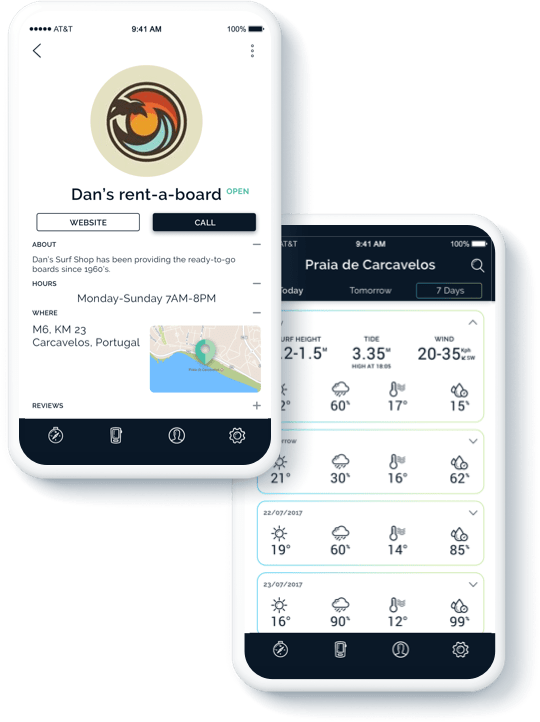 AT&T 9:41 AM 100%
Dan's rent-a-board OPEN
WEBSITE CALL
ABOUT
Dan's Surf Shop has been providing the ready-to-go
boards since 1960's.
HOURS
Monday-Sunday 7AM-8PM
WHERE
M6, KM 23
Carcavelos, Portugal
REVIEWS
AT&T 9:41 AM 100%
Praia de Carcavelos
Today Tomorrow 7 Days
URF HEIGHT TIDE WIND
.2-1.5M 3.35M 20-35Kph
SW
HIGH AT 18:05
2° 60% 17° 15%
rrow
21° 30% 16° 62%
22/07/2017
19° 60% 14° 85%
23/07/2017
16° 90% 12° 99%